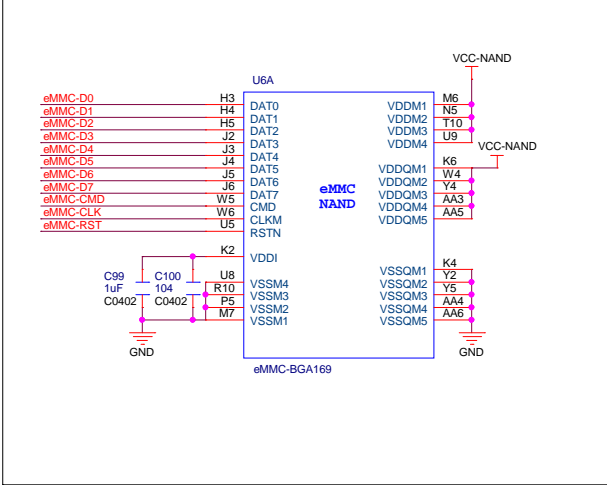 VCC-NAND
U6A
eMMC-D0 H3 DAT0 VDDM1 M6
eMMC-D1 H4 DAT1 VDDM2 N5
eMMC-D2 H5 DAT2 VDDM3 T10
eMMC-D3 J2 DAT3 VDDM4 U9
eMMC-D4 J3 DAT4
VCC-NAND
eMMC-D5 J4 DAT5 VDDQM1 K6
eMMC-D6 J5 DAT6 VDDQM2 W4
eMMC-D7 J6 DAT7 VDDQM3 Y4
eMMC-CMD W5 CMD VDDQM4 AA3
eMMC-CLK W6 CLKM VDDQM5 AA5
eMMC-RST U5 RSTN
eMMC
NAND
K2 VDDI
VSSQM1 K4
U8 VSSM4 VSSQM2 Y2
R10 VSSM3 VSSQM3 Y5
P5 VSSM2 VSSQM4 AA4
M7 VSSM1 VSSQM5 AA6
C99 C100
1uF 104
C0402 C0402
GND GND
eMMC-BGA169